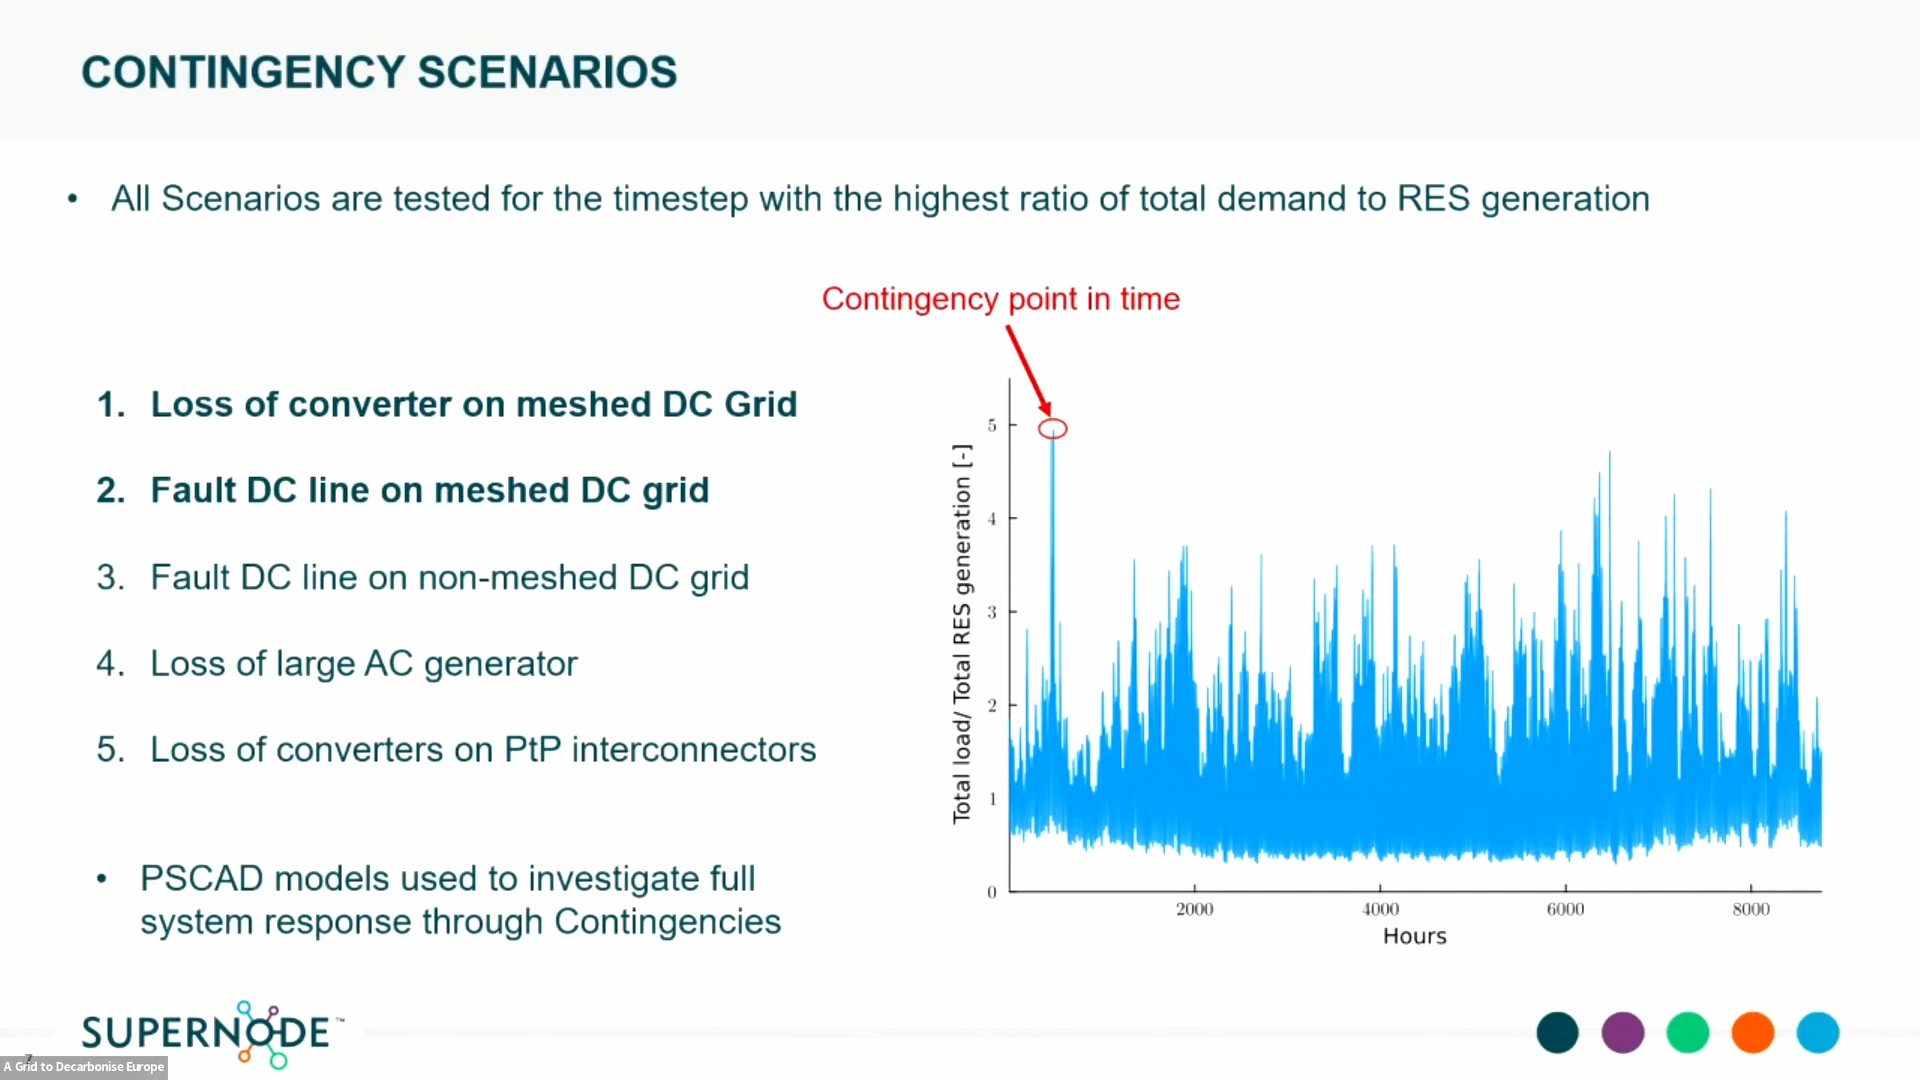 CONTINGENCY SCENARIOS
• All Scenarios are tested for the timestep with the highest ratio of total demand to RES generation
Contingency point in time
1. Loss of converter on meshed DC Grid
2. Fault DC line on meshed DC grid
3. Fault DC line on non-meshed DC grid
4. Loss of large AC generator
5. Loss of converters on PtP interconnectors
• PSCAD models used to investigate full
system response through Contingencies
Total load/ Total RES generation [-]
5
4
3
2
1
0
2000 4000 6000 8000
Hours
SUPERNODE™
7
A Grid to Decarbonise Europe